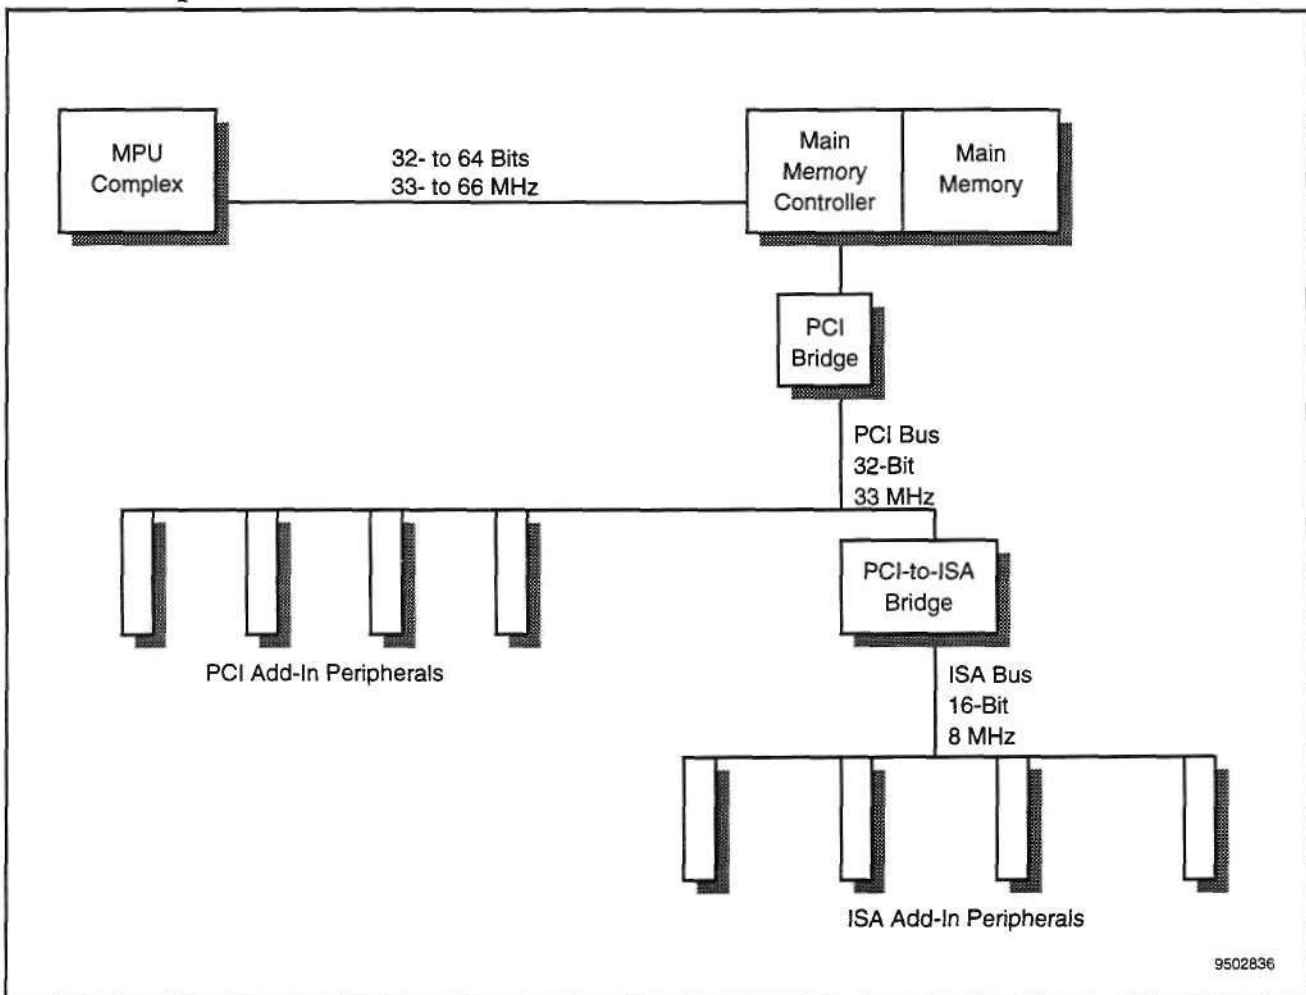 MPU
Complex
32- to 64 Bits
33- to 66 MHz
Main
Memory
Controller
Main
Memory
PCI
Bridge
PCI Bus
32-Bit
33 MHz
PCI-to-ISA
Bridge
PCI Add-In Peripherals
ISA Bus
16-Bit
8 MHz
ISA Add-In Peripherals
9502836